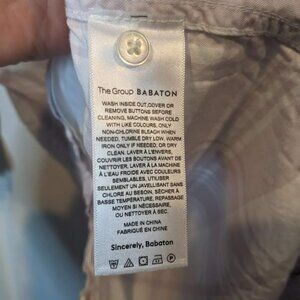 The Group BABATON
WASH INSIDE OUT.COVER OR
REMOVE BUTTONS BEFORE
CLEANING, MACHINE WASH COLD
WITH LIKE COLOURS, ONLY
NON-CHLORINE BLEACH WHEN
NEEDED, TUMBLE DRY LOW. WARM
IRON ONLY IF NEEDED, OR DRY
CLEAN. LAVER À L'ENVERS,
COUVRIR LES BOUTONS AVANT DE
NETTOYER, LAVER À LA MACHINE
À L'EAU FROIDE AVEC COULEURS
SEMBLABLES, UTILISER
SEULEMENT UN JAVELLISANT SANS
CHLORE AU BESOIN, SÉCHER À
BASSE TEMPÉRATURE, REPASSAGE
MOYEN SI NÉCESSAIRE,
OU NETTOYER À SEC.
MADE IN CHINA
FABRIQUÉ EN CHINE
Sincerely, Babaton